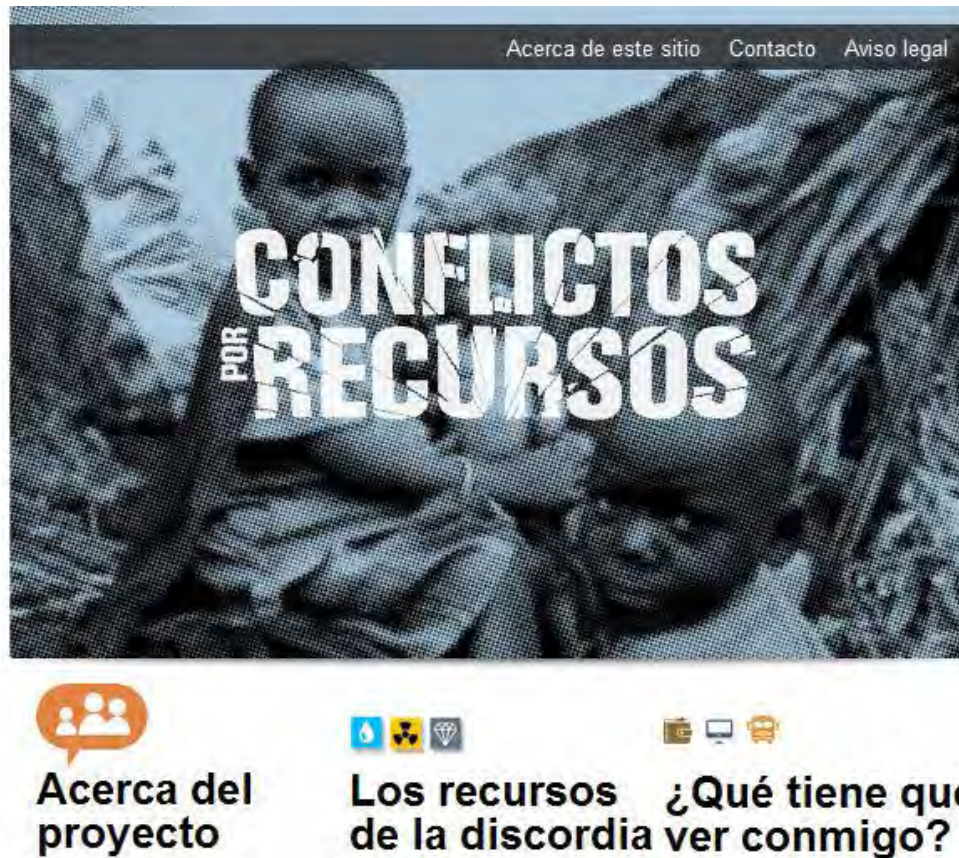 Acerca de este sitio Contacto Aviso legal
CONFLICTOS
POR RECURSOS
Acerca del
proyecto
Los recursos
de la discordia
¿Qué tiene que
ver conmigo?